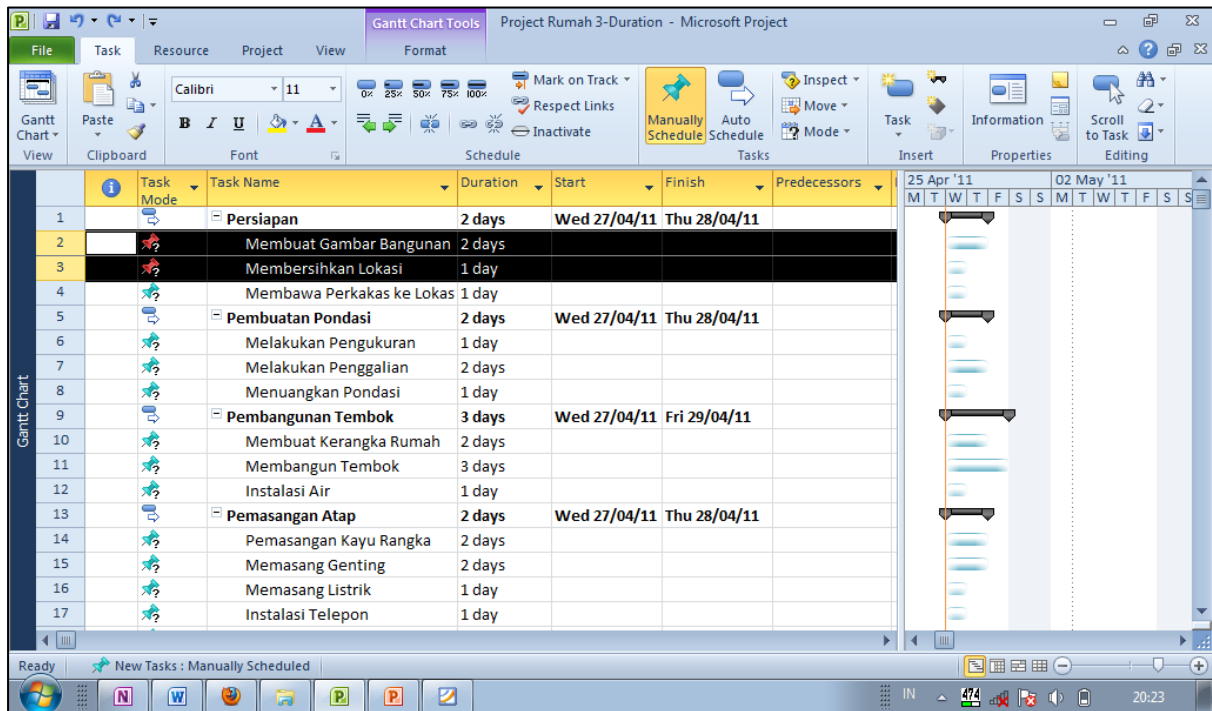 Gantt Chart Tools Project Rumah 3-Duration - Microsoft Project
File Task Resource Project View Format
Gantt Chart
View
Paste
Clipboard
Calibri 11
B I U A
Font
0% 25% 50% 75% 100%
Mark on Track
Respect Links
Inactivate
Schedule
Manually Schedule
Auto Schedule
Inspect
Move
Mode
Tasks
Task
Insert
Information
Properties
Scroll to Task
Editing
Task Mode Task Name Duration Start Finish Predecessors 25 Apr '11 02 May '11
M T W T F S S M T W T F S S
1 Persiapan 2 days Wed 27/04/11 Thu 28/04/11
2 Membuat Gambar Bangunan 2 days
3 Membersihkan Lokasi 1 day
4 Membawa Perkakas ke Lokas 1 day
5 Pembuatan Pondasi 2 days Wed 27/04/11 Thu 28/04/11
6 Melakukan Pengukuran 1 day
7 Melakukan Penggalian 2 days
8 Menuangkan Pondasi 1 day
9 Pembangunan Tembok 3 days Wed 27/04/11 Fri 29/04/11
10 Membuat Kerangka Rumah 2 days
11 Membangun Tembok 3 days
12 Instalasi Air 1 day
13 Pemasangan Atap 2 days Wed 27/04/11 Thu 28/04/11
14 Pemasangan Kayu Rangka 2 days
15 Memasang Genting 2 days
16 Memasang Listrik 1 day
17 Instalasi Telepon 1 day
Gantt Chart
Ready New Tasks : Manually Scheduled
IN 474 20:23